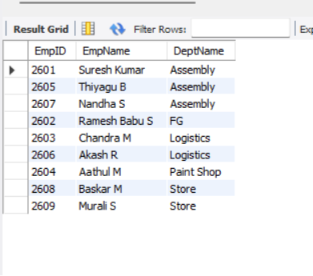 Result Grid Filter Rows: Exp
EmpID EmpName DeptName
2601 Suresh Kumar Assembly
2605 Thiyagu B Assembly
2607 Nandha S Assembly
2602 Ramesh Babu S FG
2603 Chandra M Logistics
2606 Akash R Logistics
2604 Aathul M Paint Shop
2608 Baskar M Store
2609 Murali S Store